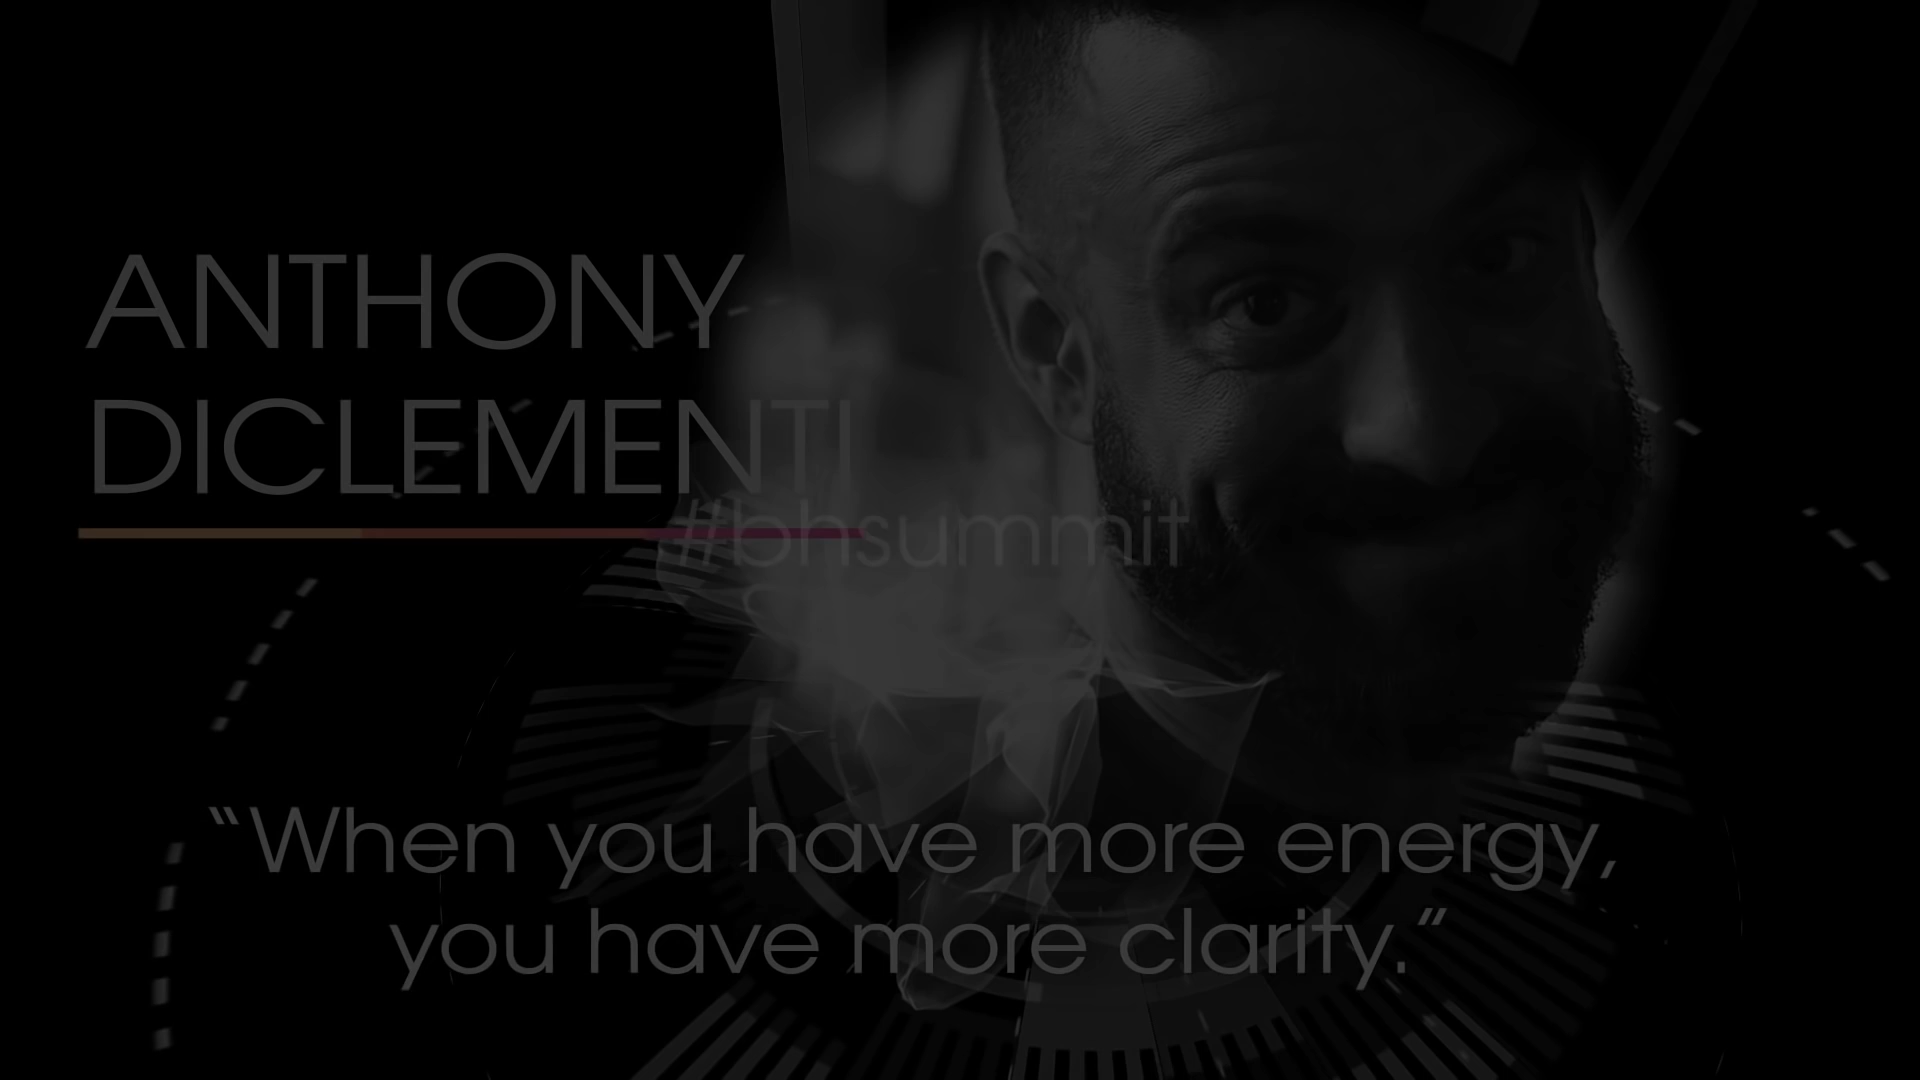 ANTHONY
DICLEMENTI
#bhsummit
“When you have more energy,
you have more clarity.”